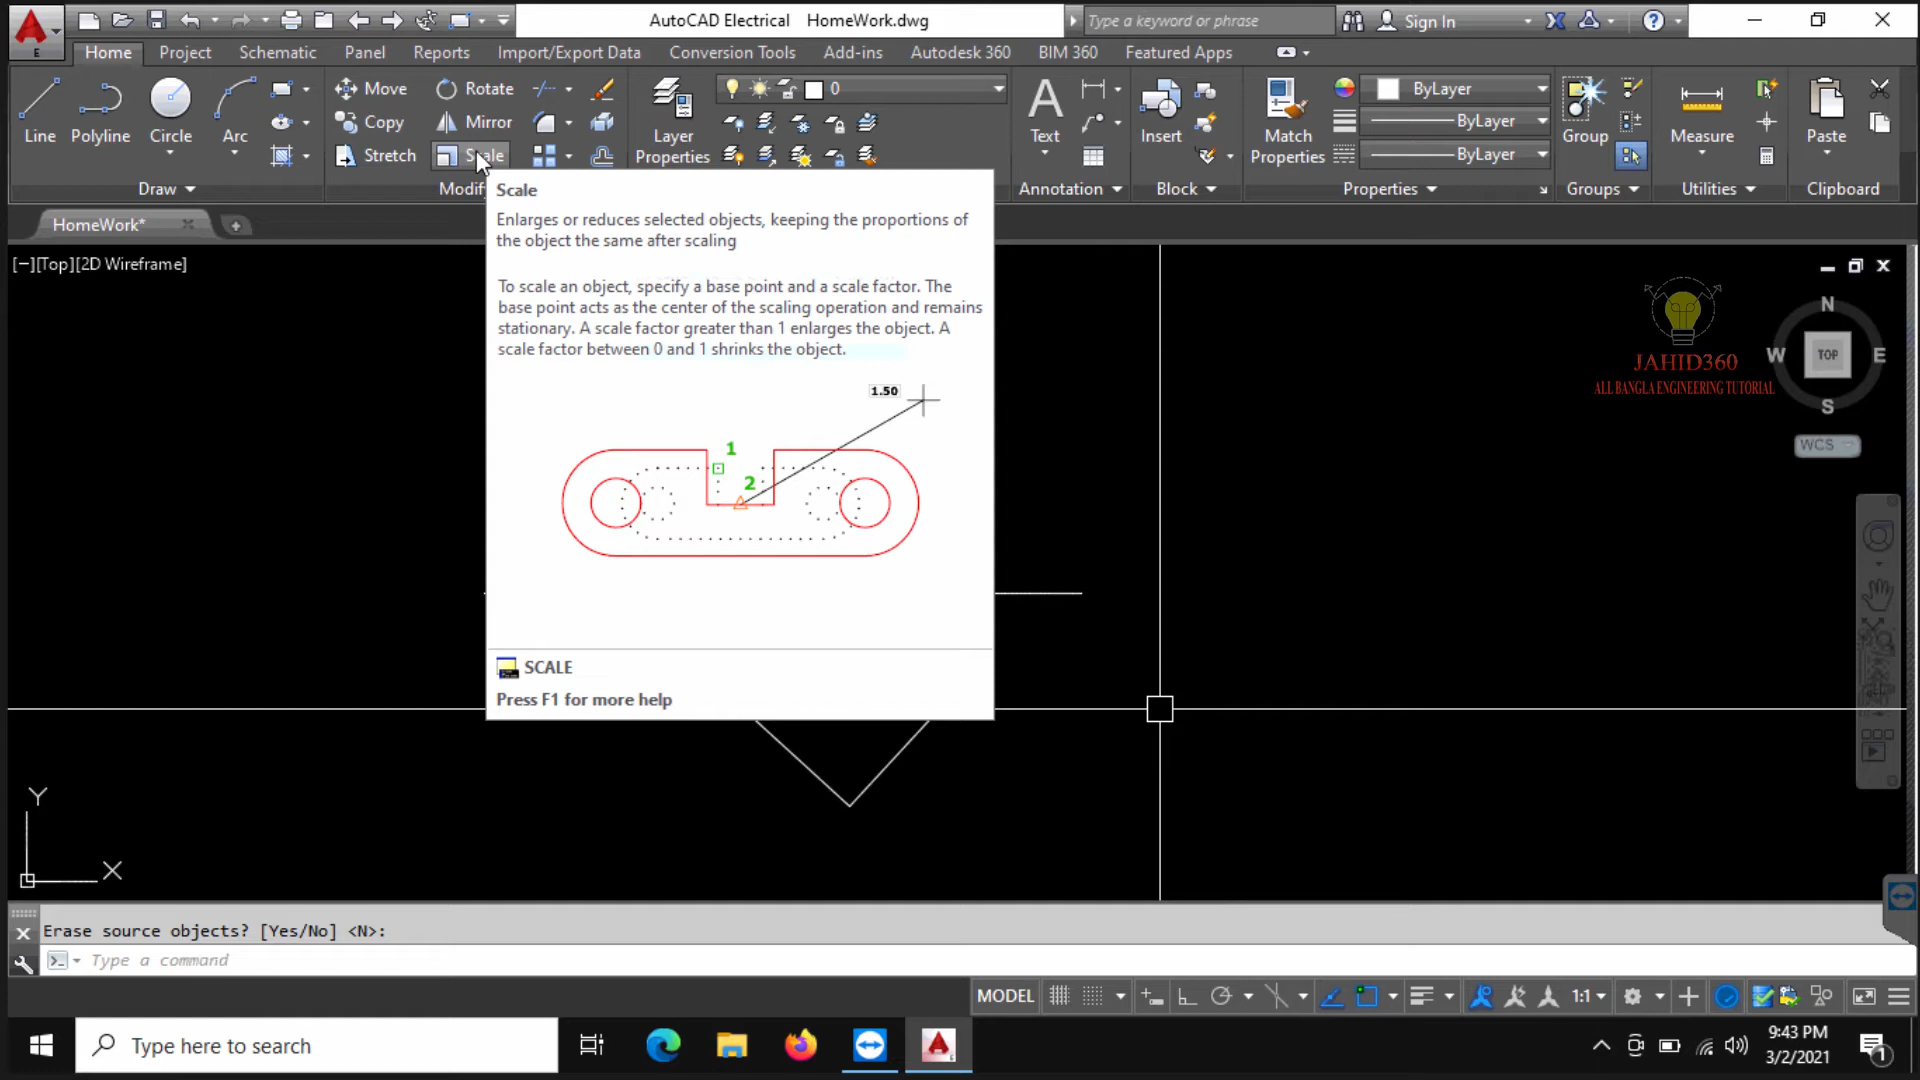 AutoCAD Electrical HomeWork.dwg
Type a keyword or phrase
Sign In
E
Home Project Schematic Panel Reports Import/Export Data Conversion Tools Add-ins Autodesk 360 BIM 360 Featured Apps
Line Polyline Circle Arc
Draw
Move Rotate
Copy Mirror
Stretch Scale
Modify
Layer
Properties
0
Text
Annotation
Insert
Block
Match
Properties
ByLayer
ByLayer
ByLayer
Properties
Group
Groups
Measure
Utilities
Paste
Clipboard
HomeWork*
[−][Top][2D Wireframe]
Scale
Enlarges or reduces selected objects, keeping the proportions of
the object the same after scaling
To scale an object, specify a base point and a scale factor. The
base point acts as the center of the scaling operation and remains
stationary. A scale factor greater than 1 enlarges the object. A
scale factor between 0 and 1 shrinks the object.
1.50
1
2
SCALE
Press F1 for more help
JAHID360
ALL BANGLA ENGINEERING TUTORIAL
N
W TOP E
S
WCS
Y
X
Erase source objects? [Yes/No] <N>:
Type a command
MODEL
1:1
Type here to search
E
9:43 PM
3/2/2021
1